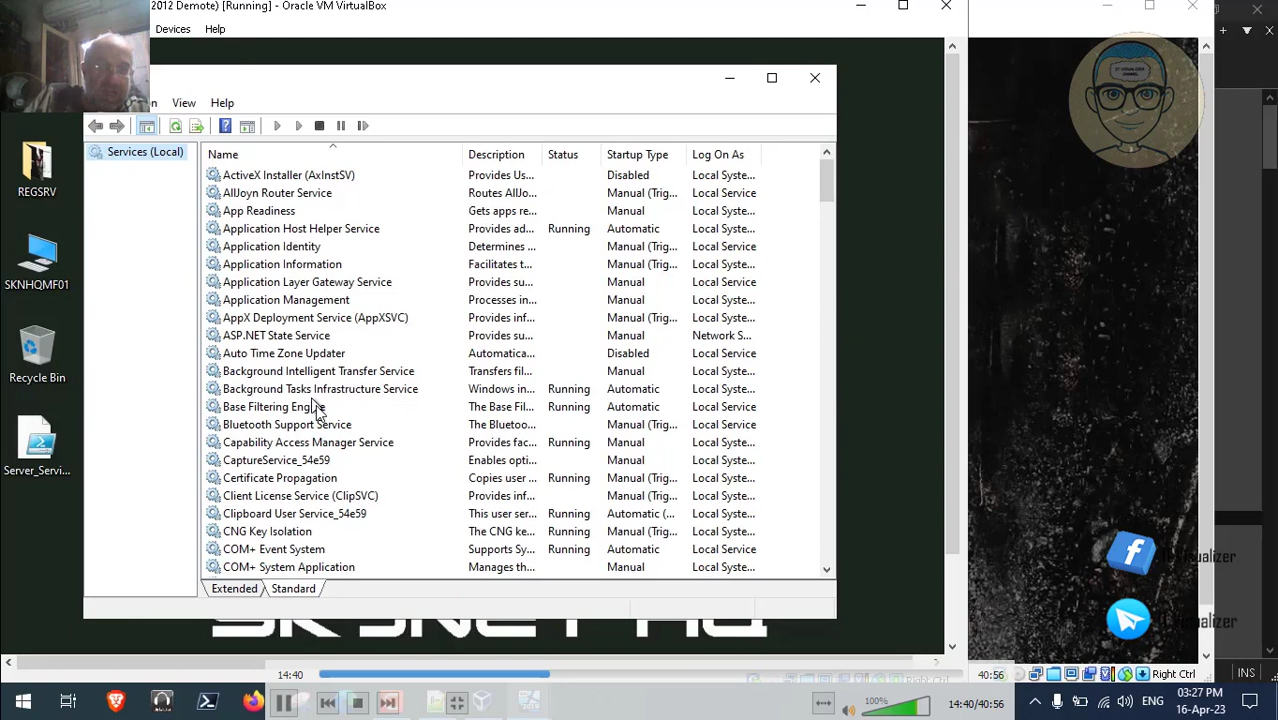 2012 Demote) [Running] - Oracle VM VirtualBox
Devices Help
View Help
Services (Local)
Name Description Status Startup Type Log On As
ActiveX Installer (AxInstSV) Provides Us... Disabled Local Syste...
AllJoyn Router Service Routes AllJo... Manual (Trig... Local Service
App Readiness Gets apps re... Manual Local Syste...
Application Host Helper Service Provides ad... Running Automatic Local Syste...
Application Identity Determines ... Manual (Trig... Local Service
Application Information Facilitates t... Manual (Trig... Local Syste...
Application Layer Gateway Service Provides su... Manual Local Service
Application Management Processes in... Manual Local Syste...
AppX Deployment Service (AppXSVC) Provides inf... Manual Local Syste...
ASP.NET State Service Provides su... Manual Network S...
Auto Time Zone Updater Automatica... Disabled Local Service
Background Intelligent Transfer Service Transfers fil... Manual Local Syste...
Background Tasks Infrastructure Service Windows in... Running Automatic Local Syste...
Base Filtering Engine The Base Fil... Running Automatic Local Service
Bluetooth Support Service The Bluetoo... Manual (Trig... Local Service
Capability Access Manager Service Provides fac... Running Manual Local Syste...
CaptureService_54e59 Enables opti... Manual Local Syste...
Certificate Propagation Copies user ... Running Manual (Trig... Local Syste...
Client License Service (ClipSVC) Provides inf... Manual (Trig... Local Syste...
Clipboard User Service_54e59 This user ser... Running Automatic (... Local Syste...
CNG Key Isolation The CNG ke... Running Manual (Trig... Local Syste...
COM+ Event System Supports Sy... Running Automatic Local Service
COM+ System Application Manages th... Manual Local Syste...
Extended Standard
REGSRV
SKNHQMF01
Recycle Bin
Server_Servi...
IT VISUALIZER
CHANNEL
14:40
40:56
Right Ctrl
INS
100%
14:40/40:56
ENG
03:27 PM
16-Apr-23